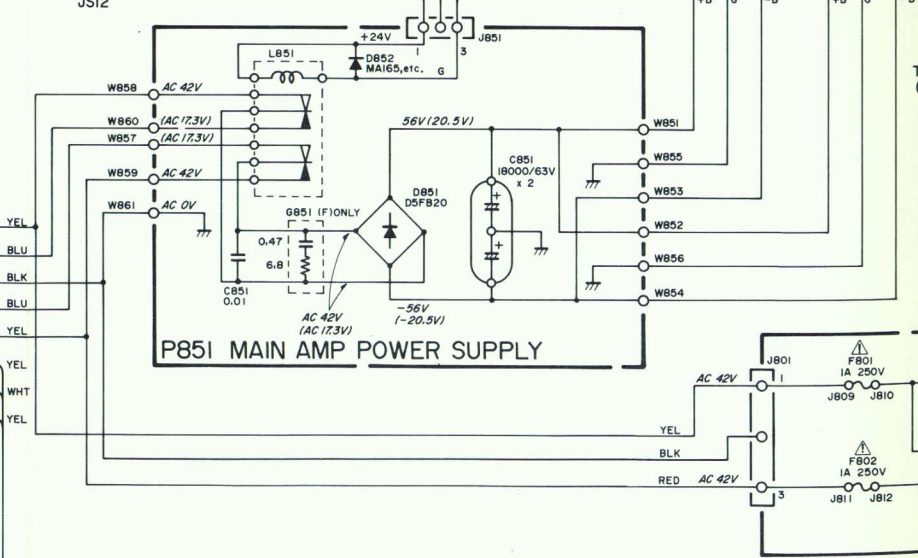 JS12
+B G -B +B G
+24V J851
1 3
L851
D852
MA165,etc. G
W858 AC 42V
W860 (AC 17.3V)
W857 (AC 17.3V)
W859 AC 42V
W861 AC 0V
56V (20.5V)
W851
W855
W853
W852
W856
W854
C851
18000/63V
x 2
+
+
D851
D5FB20
G851 (F) ONLY
0.47
6.8
C851
0.01
AC 42V
(AC 17.3V)
-56V
(-20.5V)
YEL
BLU
BLK
BLU
YEL
YEL
WHT
YEL
P851 MAIN AMP POWER SUPPLY
J801
AC 42V 1
F801
1A 250V
J809 J810
YEL
BLK
RED AC 42V 3
F802
1A 250V
J811 J812